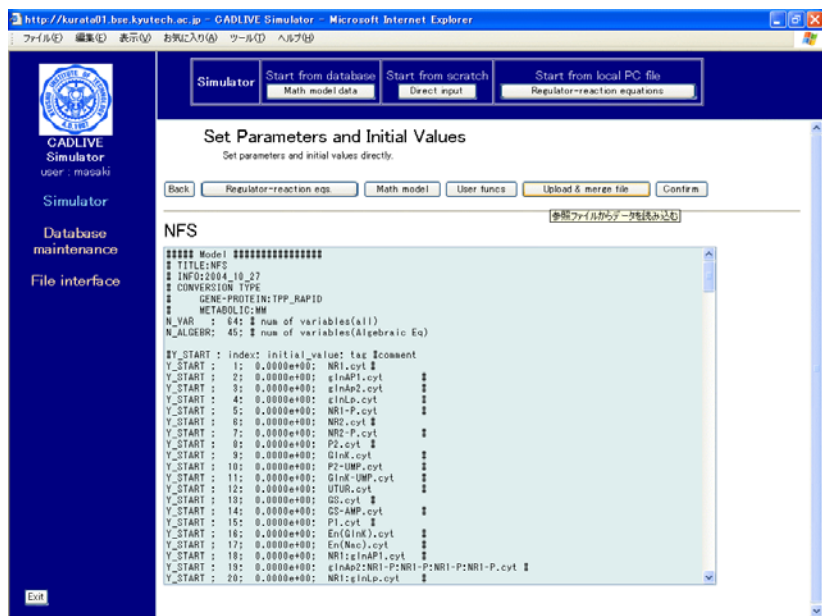 http://kurata01.bse.kyutech.ac.jp - CADLIVE Simulator - Microsoft Internet Explorer
ファイル(F) 編集(E) 表示(V) お気に入り(A) ツール(T) ヘルプ(H)
Simulator
Start from database
Math model data
Start from scratch
Direct input
Start from local PC file
Regulator-reaction equations
CADLIVE
Simulator
user : masaki
Simulator
Database
maintenance
File interface
Exit
Set Parameters and Initial Values
Set parameters and initial values directly.
Back
Regulator-reaction eqs.
Math model
User funcs
Upload & merge file
Confirm
参照ファイルからデータを読み込む
NFS
##### Model ################
# TITLE:NFS
# INFO:2004_10_27
# CONVERSION TYPE
# GENE-PROTEIN:TPP_RAPID
# METABOLIC:MM
N_VAR : 64; # num of variables(all)
N_ALGEBR: 45; # num of variables(Algebraic Eq)
#Y_START : index: initial_value: tag #comment
Y_START : 1; 0.0000e+00; NR1.cyt #
Y_START : 2; 0.0000e+00; glnAP1.cyt #
Y_START : 3; 0.0000e+00; glnAp2.cyt #
Y_START : 4; 0.0000e+00; glnLp.cyt #
Y_START : 5; 0.0000e+00; NR1-P.cyt #
Y_START : 6; 0.0000e+00; NR2.cyt #
Y_START : 7; 0.0000e+00; NR2-P.cyt #
Y_START : 8; 0.0000e+00; P2.cyt #
Y_START : 9; 0.0000e+00; GlnK.cyt #
Y_START : 10; 0.0000e+00; P2-UMP.cyt #
Y_START : 11; 0.0000e+00; GlnK-UMP.cyt #
Y_START : 12; 0.0000e+00; UTUR.cyt #
Y_START : 13; 0.0000e+00; GS.cyt #
Y_START : 14; 0.0000e+00; GS-AMP.cyt #
Y_START : 15; 0.0000e+00; P1.cyt #
Y_START : 16; 0.0000e+00; En(GlnK).cyt #
Y_START : 17; 0.0000e+00; En(Nac).cyt #
Y_START : 18; 0.0000e+00; NR1:glnAP1.cyt #
Y_START : 19; 0.0000e+00; glnAp2:NR1-P:NR1-P:NR1-P:NR1-P.cyt #
Y_START : 20; 0.0000e+00; NR1:glnLp.cyt #